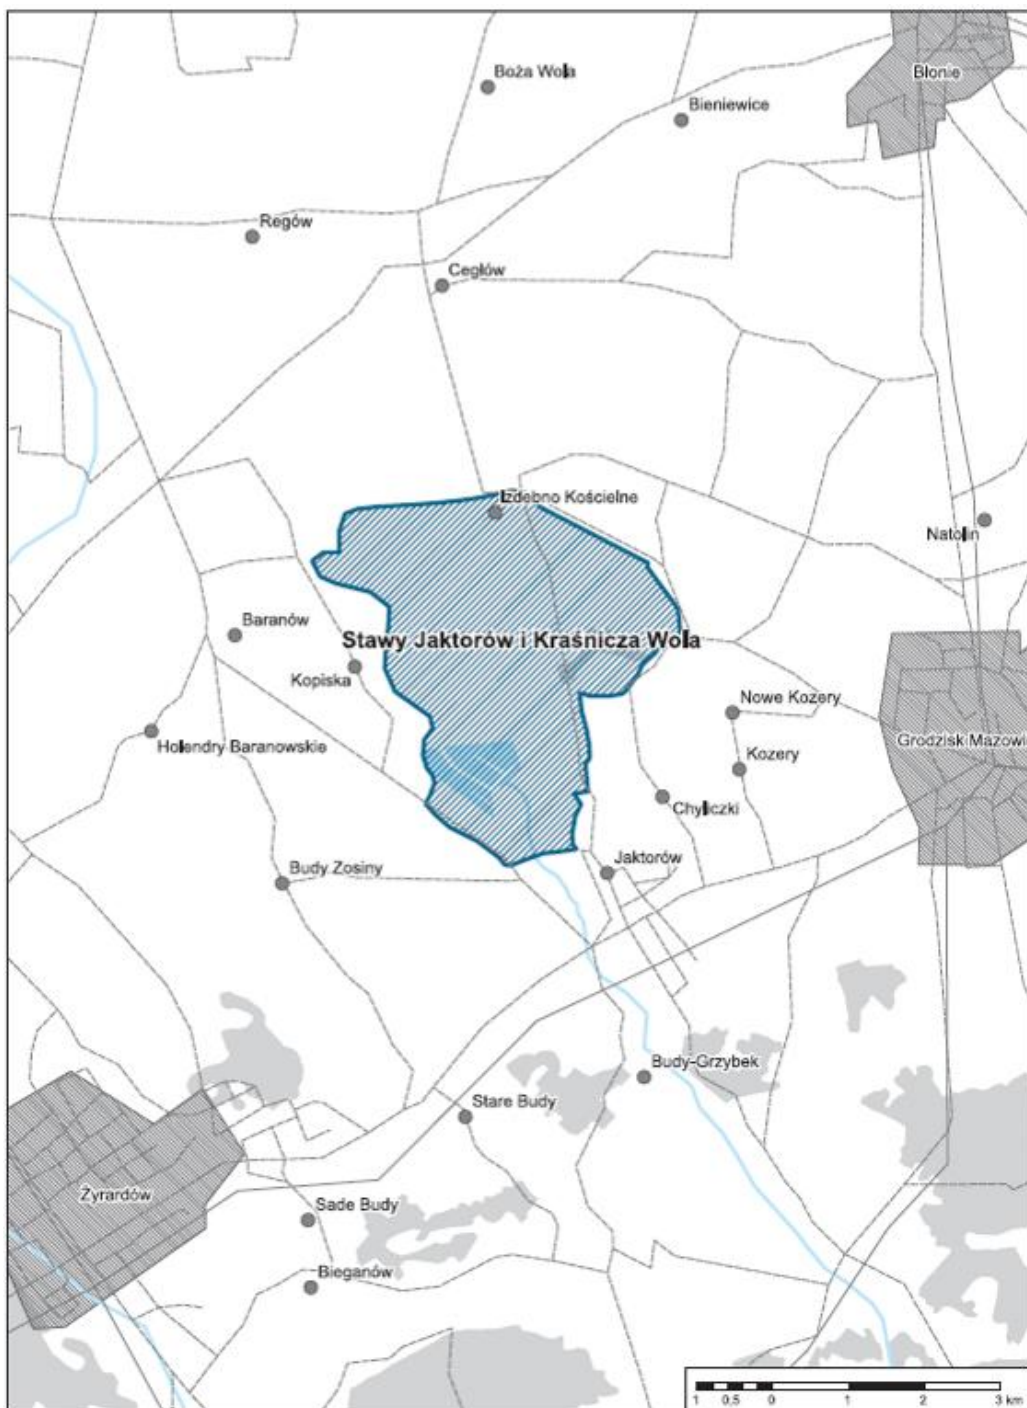 Błonie
Boża Wola
Bieniewice
Regów
Cegłów
Izdebno Kościelne
Natolin
Baranów
Stawy Jaktorów i Kraśnicza Wola
Kopiska
Nowe Kozery
Holendry Baranowskie
Grodzisk Mazowi
Kozery
Chyliczki
Jaktorów
Budy Zosiny
Budy-Grzybek
Stare Budy
Żyrardów
Sade Budy
Bieganów
1 0,5 0 1 2 3 km